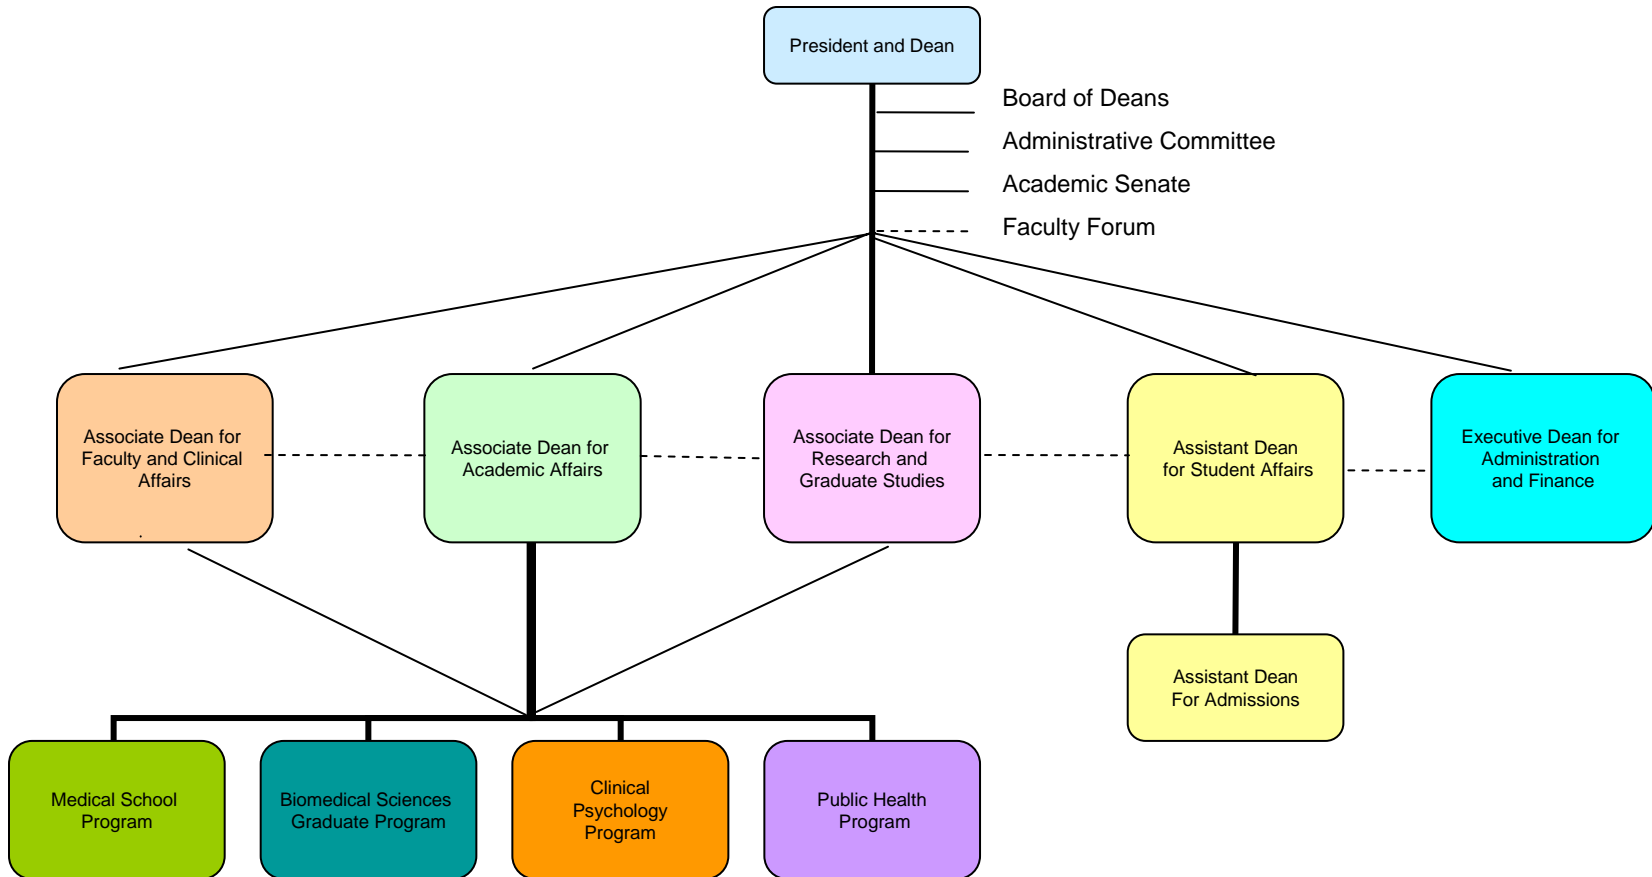 President and Dean
Board of Deans
Administrative Committee
Academic Senate
Faculty Forum
Associate Dean for
Faculty and Clinical
Affairs
.
Associate Dean for
Academic Affairs
Associate Dean for
Research and
Graduate Studies
Assistant Dean
for Student Affairs
Executive Dean for
Administration
and Finance
Assistant Dean
For Admissions
Medical School
Program
Biomedical Sciences
Graduate Program
Clinical
Psychology
Program
Public Health
Program